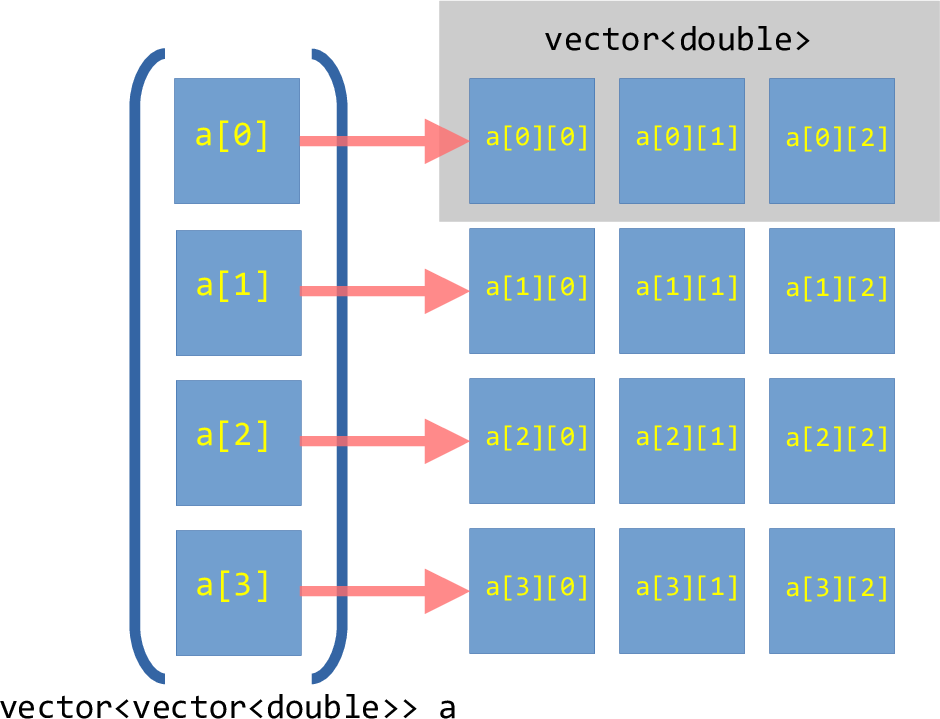 vector<double>
a[0] a[0][0] a[0][1] a[0][2]
a[1] a[1][0] a[1][1] a[1][2]
a[2] a[2][0] a[2][1] a[2][2]
a[3] a[3][0] a[3][1] a[3][2]
vector<vector<double>> a